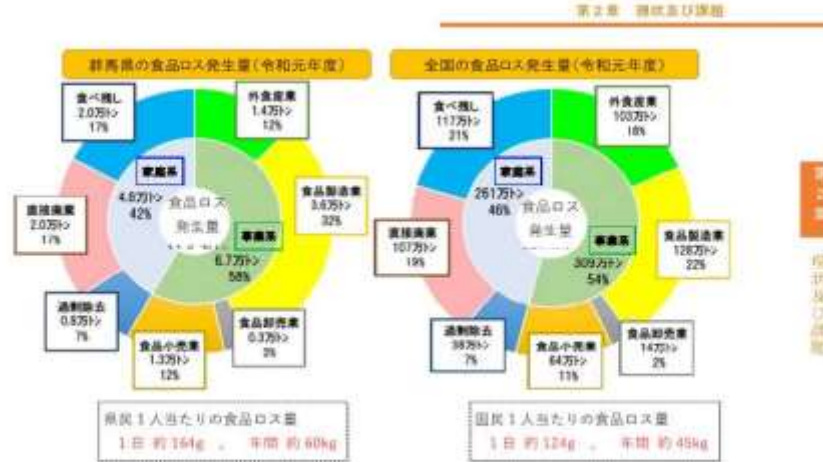 第2章 現状及び課題
群馬県の食品ロス発生量(令和元年度)
食べ残し
2.0万トン
17%
外食産業
1.4万トン
12%
家庭系
4.8万トン
42%
食品ロス
発生量
食品製造業
3.6万トン
32%
直接廃棄
2.0万トン
17%
事業系
6.7万トン
58%
過剰除去
0.8万トン
7%
食品小売業
1.3万トン
12%
食品卸売業
0.3万トン
3%
県民1人当たりの食品ロス量
1日 約164g 、 年間 約60kg
全国の食品ロス発生量(令和元年度)
食べ残し
117万トン
21%
外食産業
103万トン
18%
家庭系
261万トン
46%
食品ロス
発生量
食品製造業
128万トン
22%
直接廃棄
107万トン
19%
事業系
309万トン
54%
過剰除去
38万トン
7%
食品小売業
64万トン
11%
食品卸売業
14万トン
2%
国民1人当たりの食品ロス量
1日 約124g 、 年間 約45kg
第2章
現状及び課題